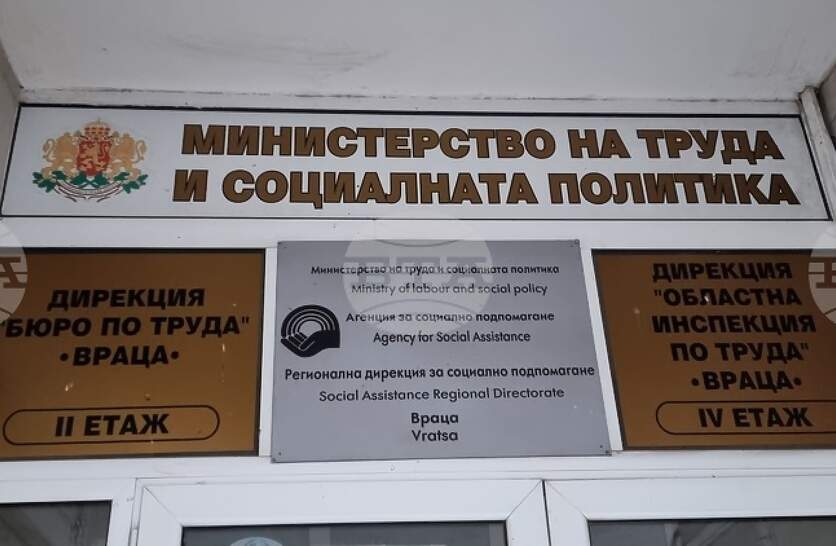 МИНИСТЕРСТВО НА ТРУДА
И СОЦИАЛНАТА ПОЛИТИКА
ДИРЕКЦИЯ
"БЮРО ПО ТРУДА"
•ВРАЦА•
II ЕТАЖ
Министерство на труда и социалната политика
Ministry of labour and social policy
Агенция за социално подпомагане
Agency for Social Assistance
Регионална дирекция за социално подпомагане
Social Assistance Regional Directorate
Враца
Vratsa
ДИРЕКЦИЯ
"ОБЛАСТНА
ИНСПЕКЦИЯ
ПО ТРУДА"
•ВРАЦА•
IV ЕТАЖ
BTA